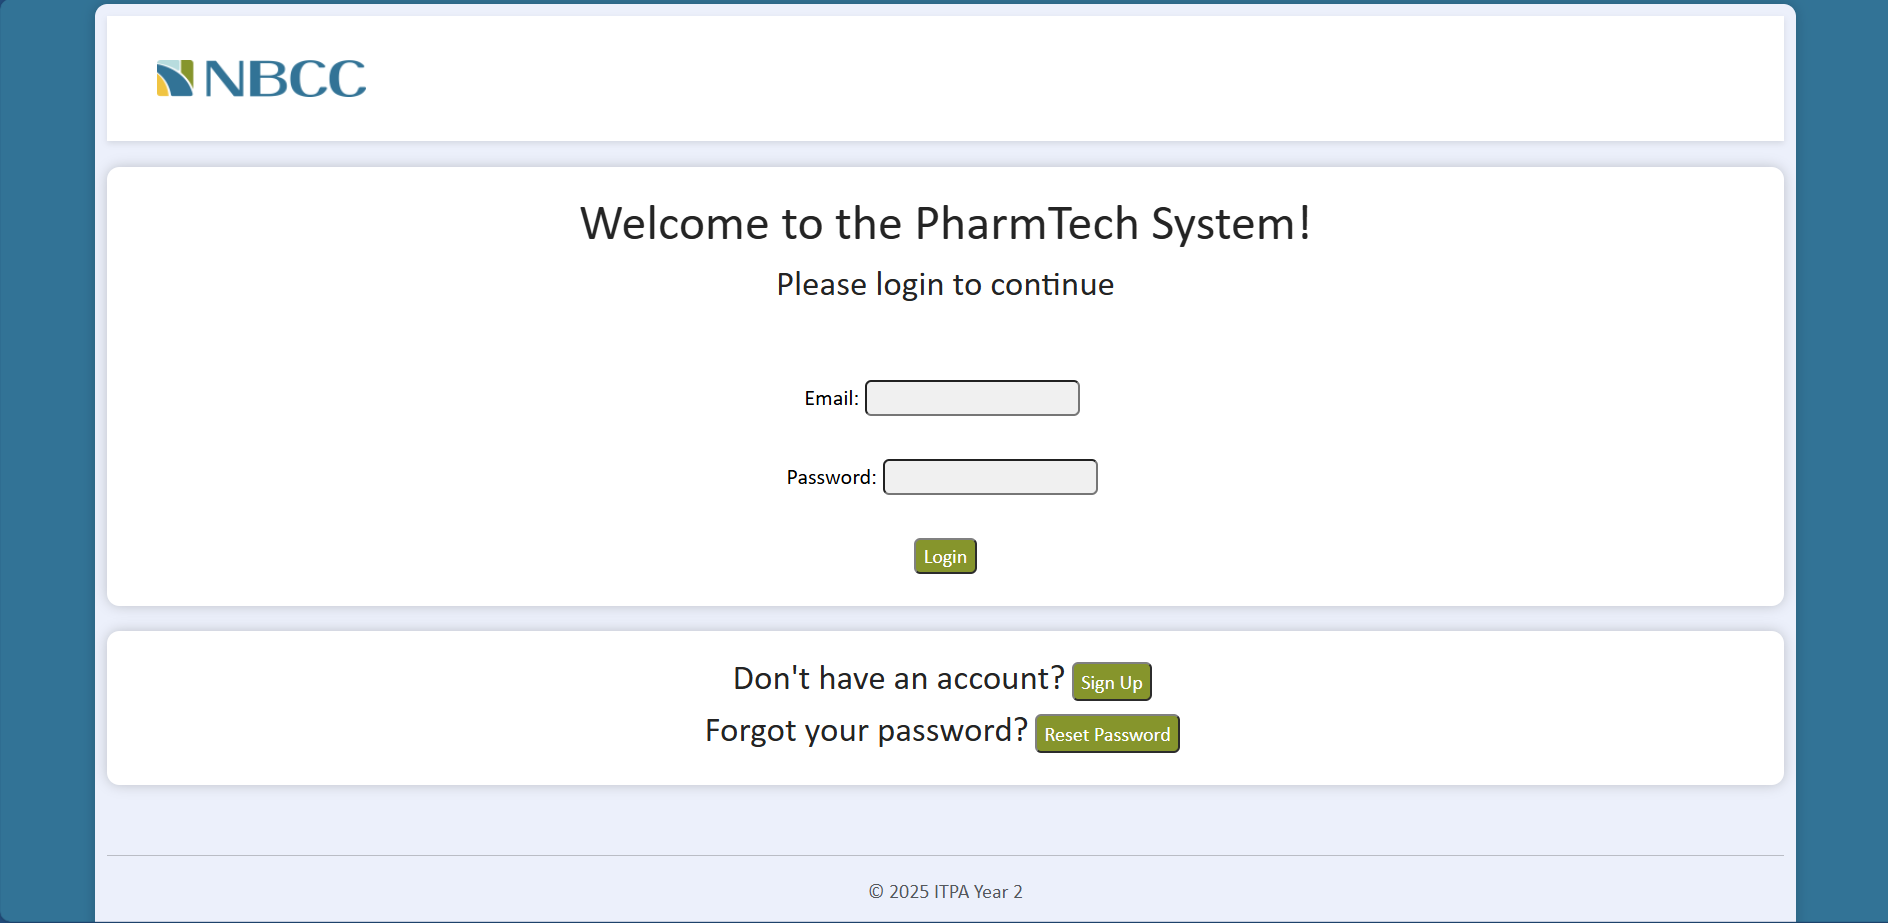 NBCC
Welcome to the PharmTech System!
Please login to continue
Email:
Password:
Login
Don't have an account? Sign Up
Forgot your password? Reset Password
© 2025 ITPA Year 2